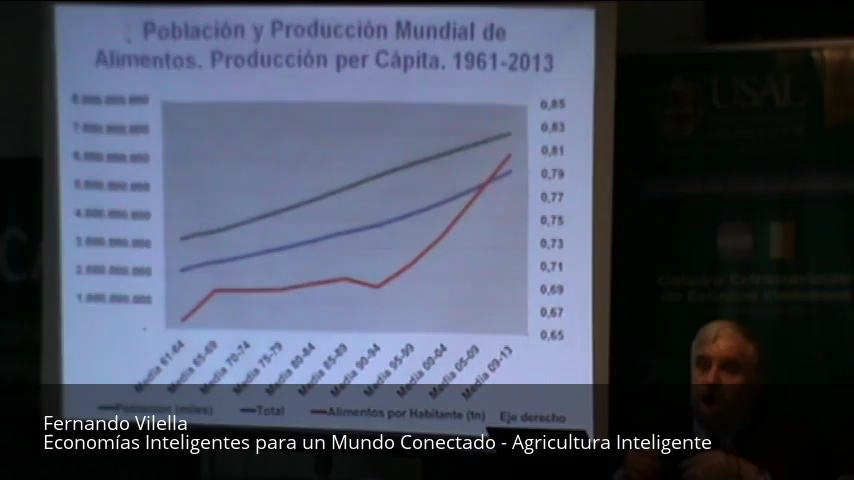 Población y Producción Mundial de
Alimentos. Producción per Cápita. 1961-2013
8.000.000.000
7.000.000.000
6.000.000.000
5.000.000.000
4.000.000.000
3.000.000.000
2.000.000.000
1.000.000.000
0,85
0,83
0,81
0,79
0,77
0,75
0,73
0,71
0,69
0,67
0,65
Media 61-64
Media 65-69
Media 70-74
Media 75-79
Media 80-84
Media 85-89
Media 90-94
Media 95-99
Media 00-04
Media 05-09
Media 09-13
Población (miles)
Total
Alimentos por Habitante (tn)
Eje derecho
USAL
Fernando Vilella
Economías Inteligentes para un Mundo Conectado - Agricultura Inteligente